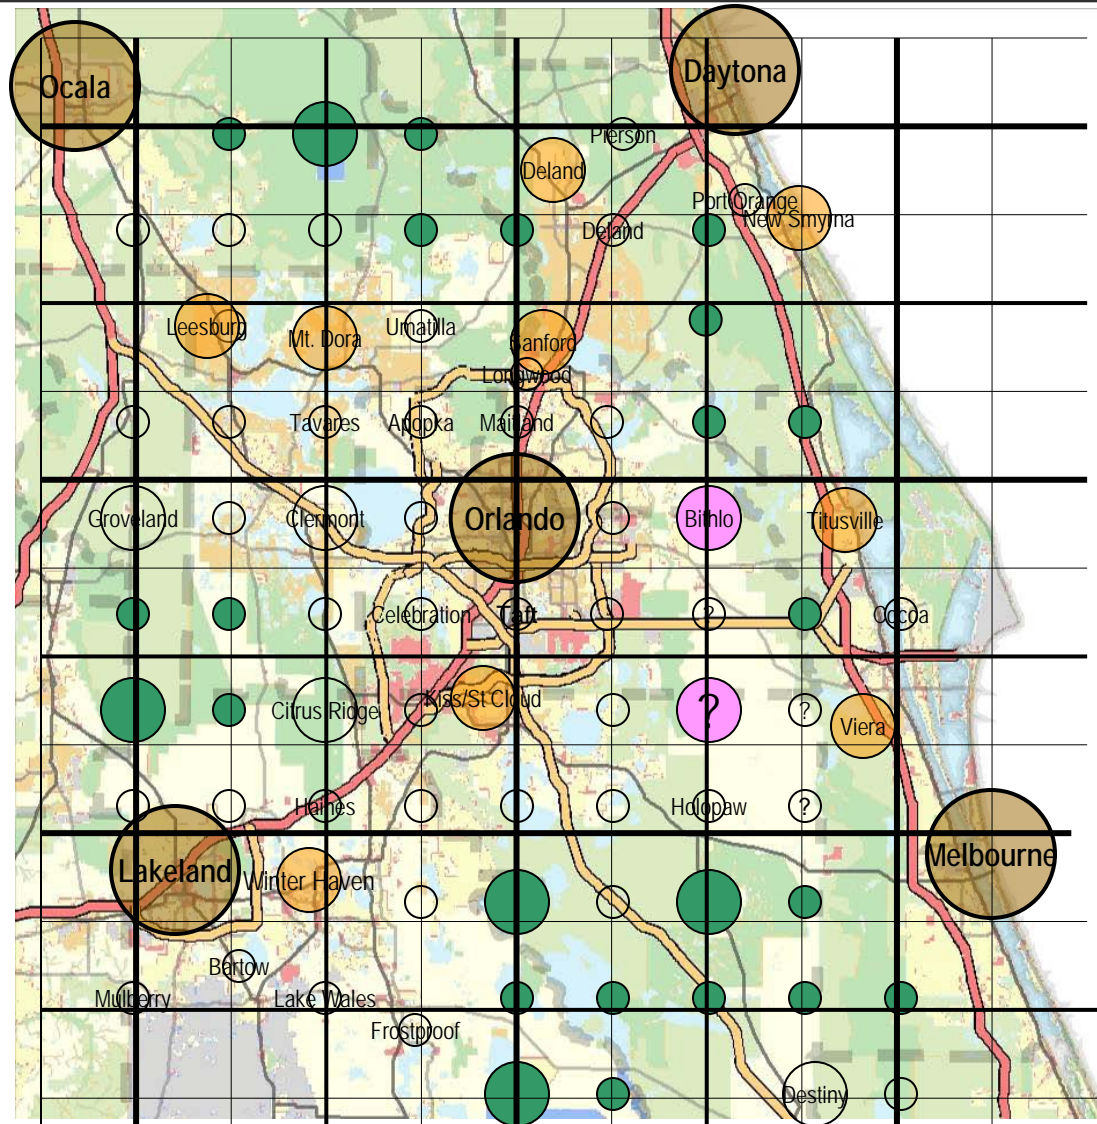 Ocala
Daytona
Pierson
Deland
Port Orange
New Smyrna
Deland
Leesburg
Mt. Dora
Umatilla
Sanford
Longwood
Tavares
Apopka
Maitland
Groveland
Clermont
Orlando
Bithlo
Titusville
Celebration
Taft
?
Cocoa
Citrus Ridge
Kiss/St Cloud
?
?
Viera
Haines
Holopaw
?
Lakeland
Winter Haven
Melbourne
Bartow
Mulberry
Lake Wales
Frostproof
Destiny